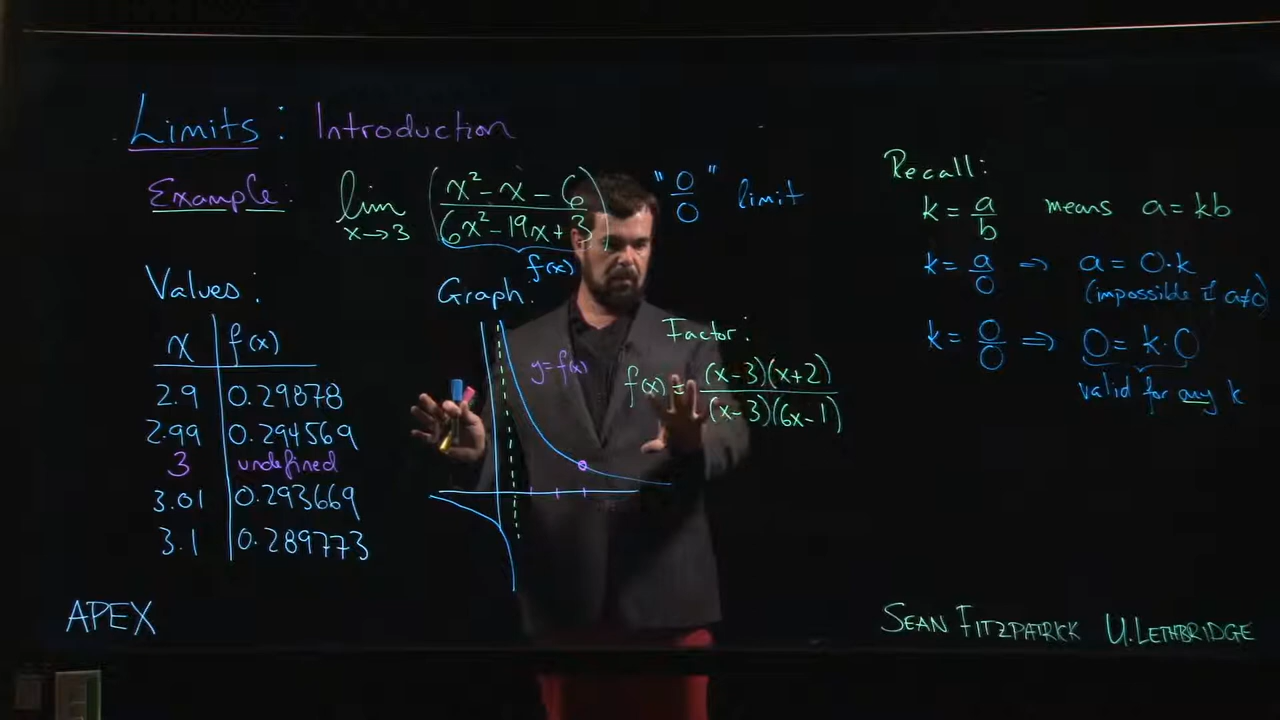 Limits: Introduction
Example: lim x→3 (x² - x - 6 / 6x² - 19x + 3) "0/0" limit
f(x)
Values:
x f(x)
2.9 0.29878
2.99 0.294569
3 undefined
3.01 0.293669
3.1 0.289773
Graph:
y = f(x)
Factor:
f(x) = (x-3)(x+2) / (x-3)(6x-1)
Recall:
k = a/b means a = kb
k = a/0 ⇒ a = 0·k
(impossible if a≠0)
k = 0/0 ⇒ 0 = k·0
valid for any k
APEX
SEAN FITZPATRICK U. LETHBRIDGE